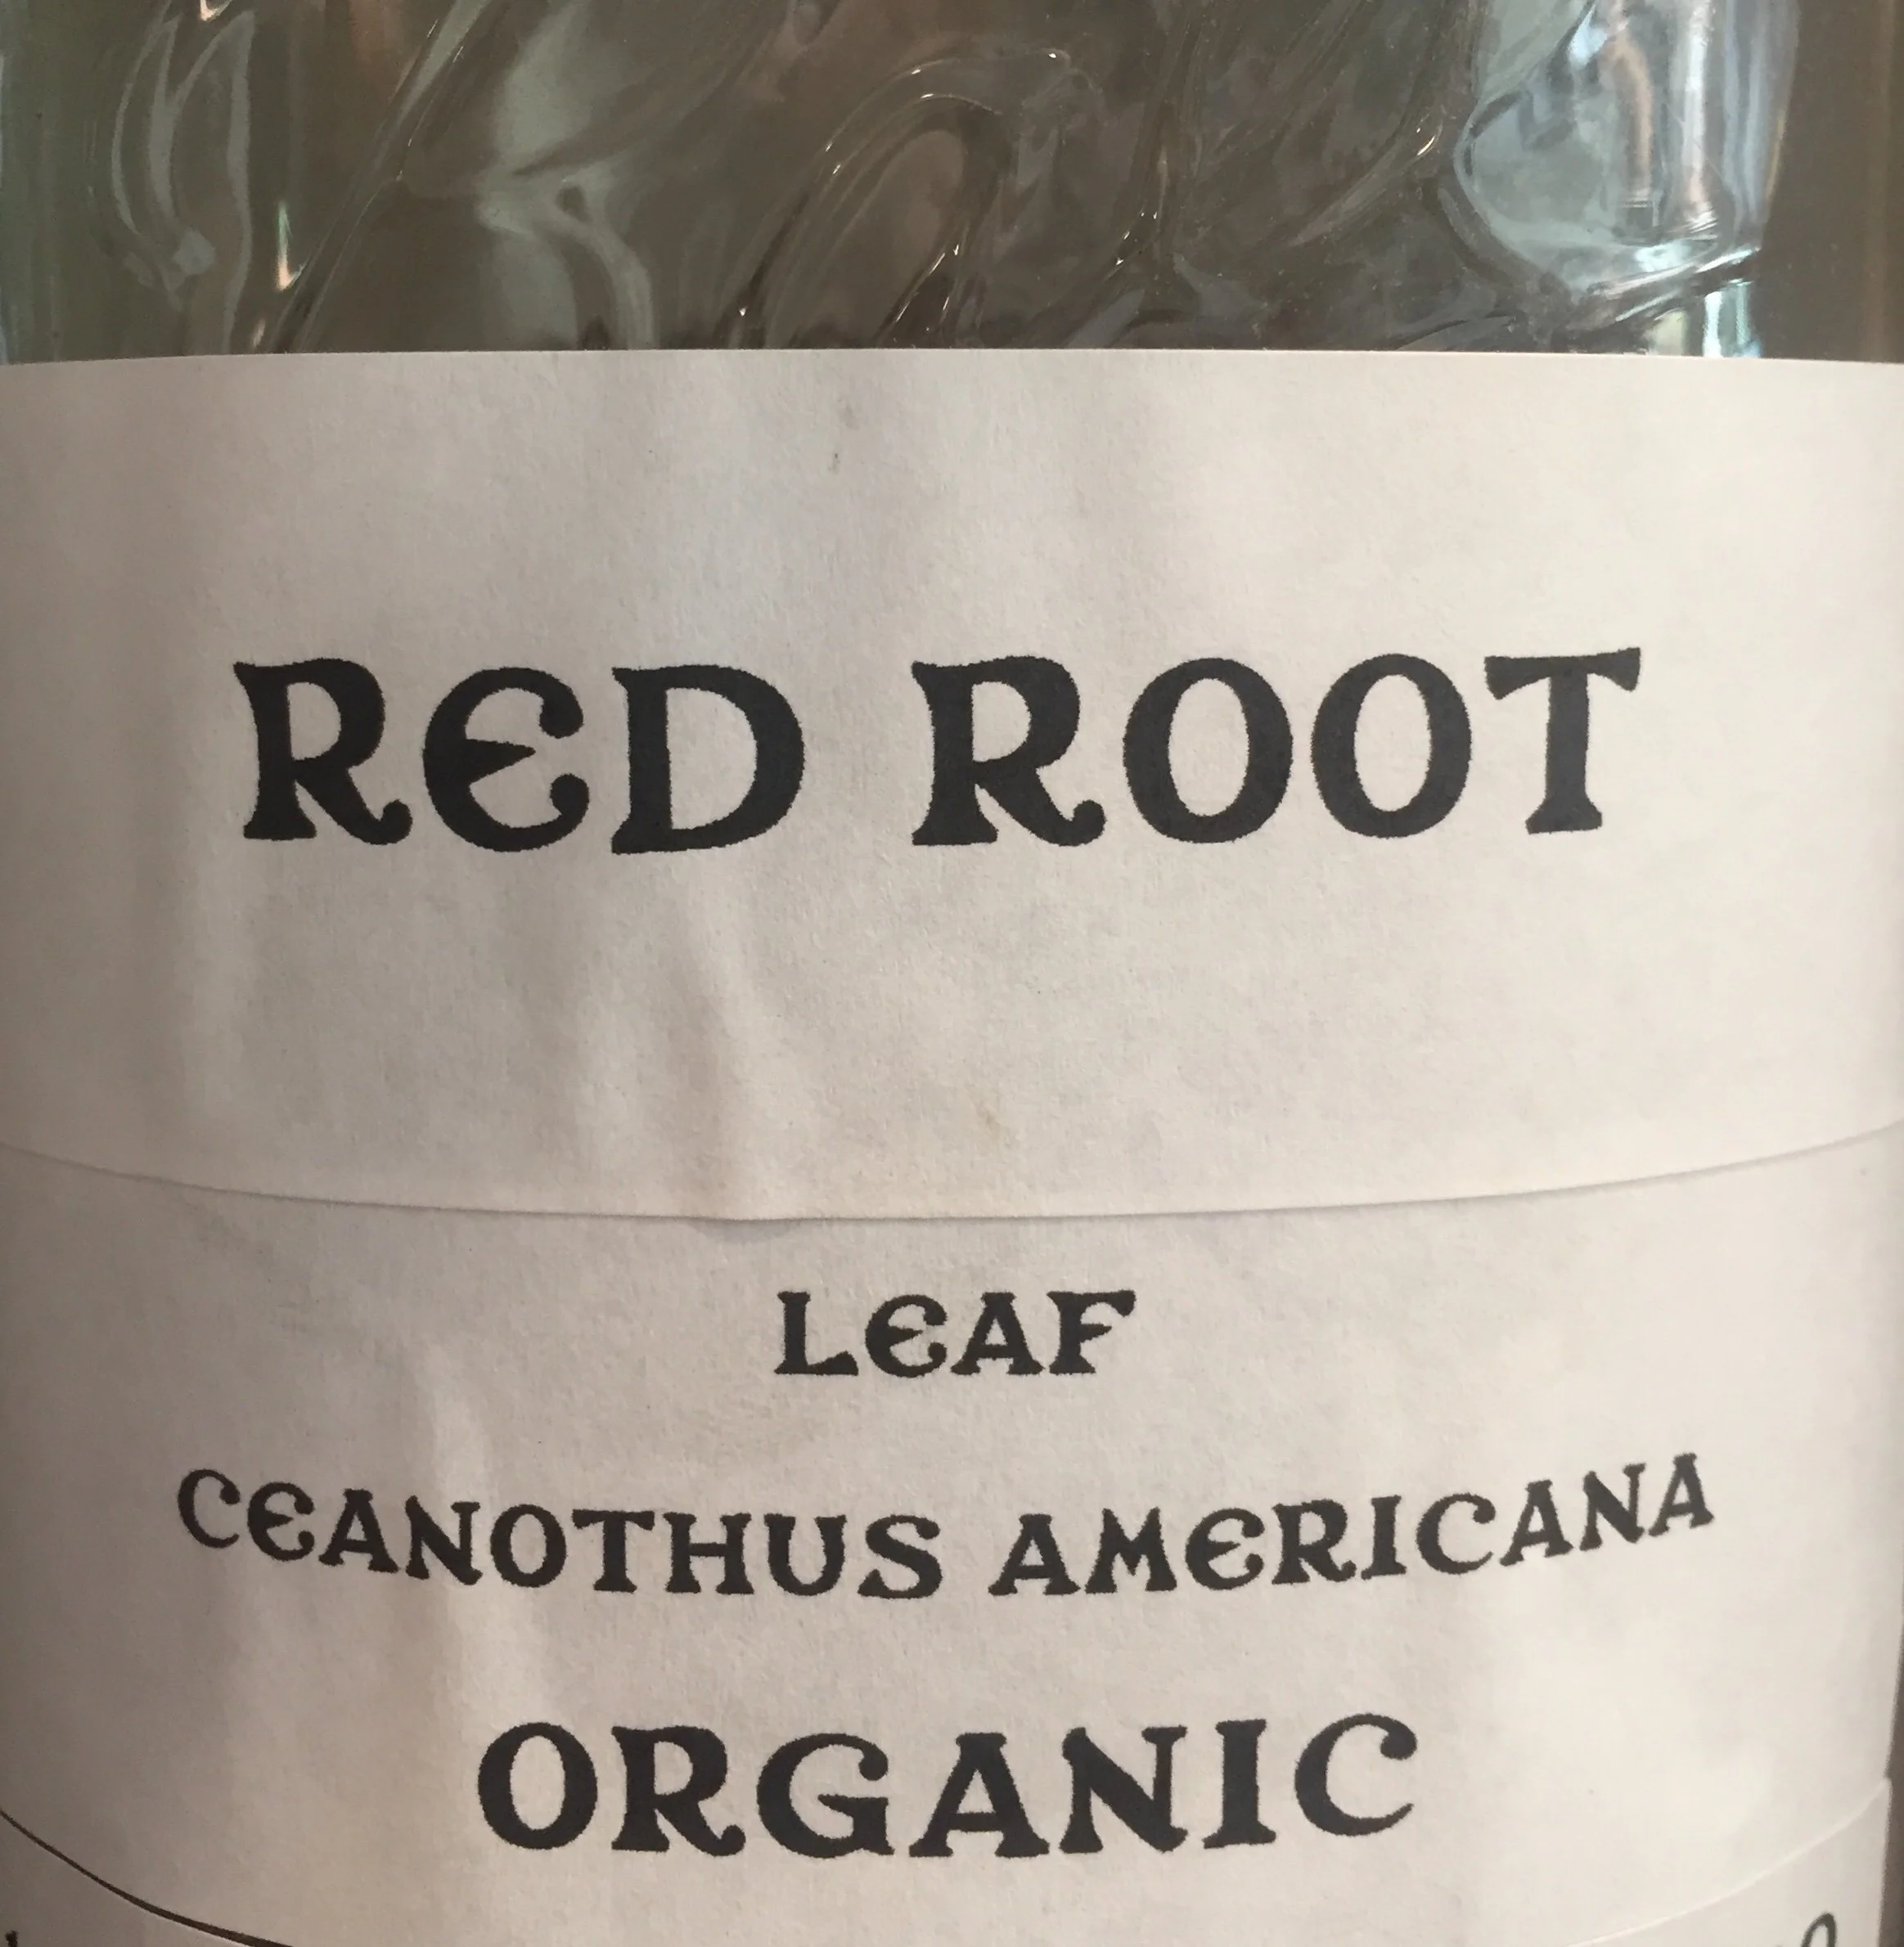 RED ROOT
LEAF
CEANOTHUS AMERICANA
ORGANIC